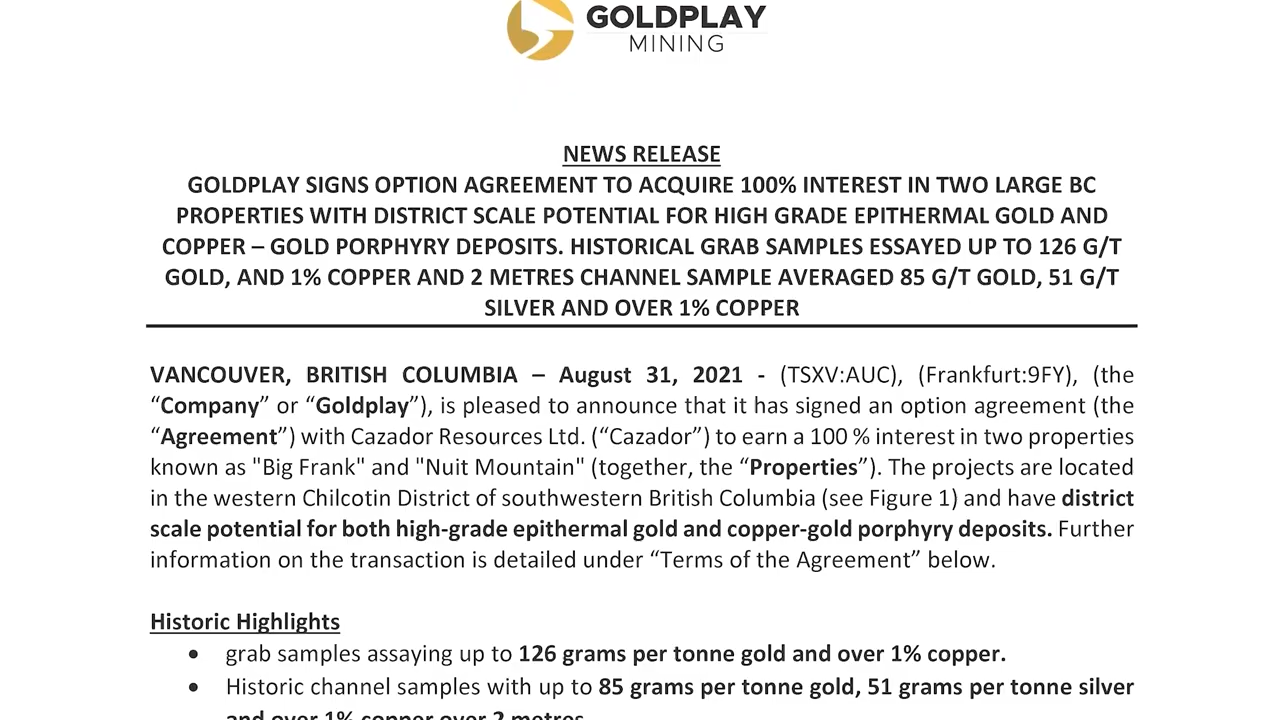 GOLDPLAY
MINING
NEWS RELEASE
GOLDPLAY SIGNS OPTION AGREEMENT TO ACQUIRE 100% INTEREST IN TWO LARGE BC
PROPERTIES WITH DISTRICT SCALE POTENTIAL FOR HIGH GRADE EPITHERMAL GOLD AND
COPPER – GOLD PORPHYRY DEPOSITS. HISTORICAL GRAB SAMPLES ESSAYED UP TO 126 G/T
GOLD, AND 1% COPPER AND 2 METRES CHANNEL SAMPLE AVERAGED 85 G/T GOLD, 51 G/T
SILVER AND OVER 1% COPPER
VANCOUVER, BRITISH COLUMBIA – August 31, 2021 - (TSXV:AUC), (Frankfurt:9FY), (the
“Company” or “Goldplay”), is pleased to announce that it has signed an option agreement (the
“Agreement”) with Cazador Resources Ltd. (“Cazador”) to earn a 100 % interest in two properties
known as "Big Frank" and "Nuit Mountain" (together, the “Properties”). The projects are located
in the western Chilcotin District of southwestern British Columbia (see Figure 1) and have district
scale potential for both high-grade epithermal gold and copper-gold porphyry deposits. Further
information on the transaction is detailed under “Terms of the Agreement” below.
Historic Highlights
• grab samples assaying up to 126 grams per tonne gold and over 1% copper.
• Historic channel samples with up to 85 grams per tonne gold, 51 grams per tonne silver
and over 1% copper over 2 metres